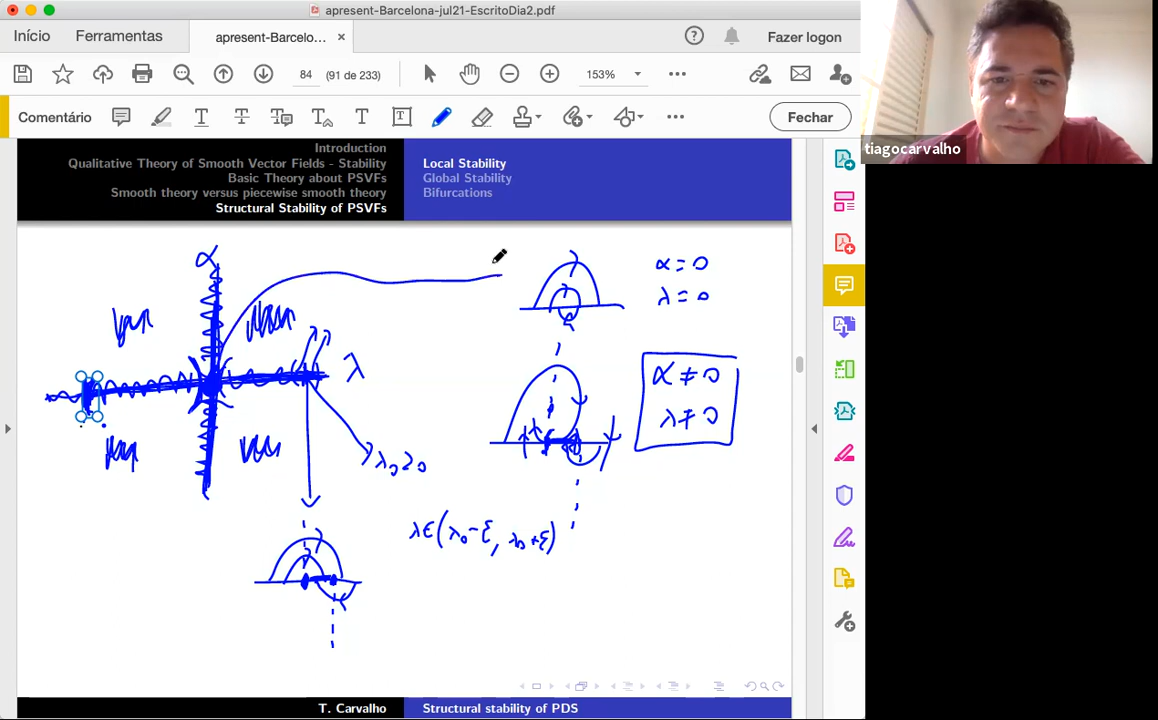 apresent-Barcelona-jul21-EscritoDia2.pdf
Início
Ferramentas
apresent-Barcelo...
Fazer logon
84
(91 de 233)
153%
Comentário
Fechar
tiagocarvalho
Introduction
Qualitative Theory of Smooth Vector Fields - Stability
Basic Theory about PSVFs
Smooth theory versus piecewise smooth theory
Structural Stability of PSVFs
Local Stability
Global Stability
Bifurcations
α
λ
α = 0
λ = 0
α ≠ 0
λ ≠ 0
λ₀>0
λ∈(λ₀-ξ, λ₀+ξ)
T. Carvalho
Structural stability of PDS